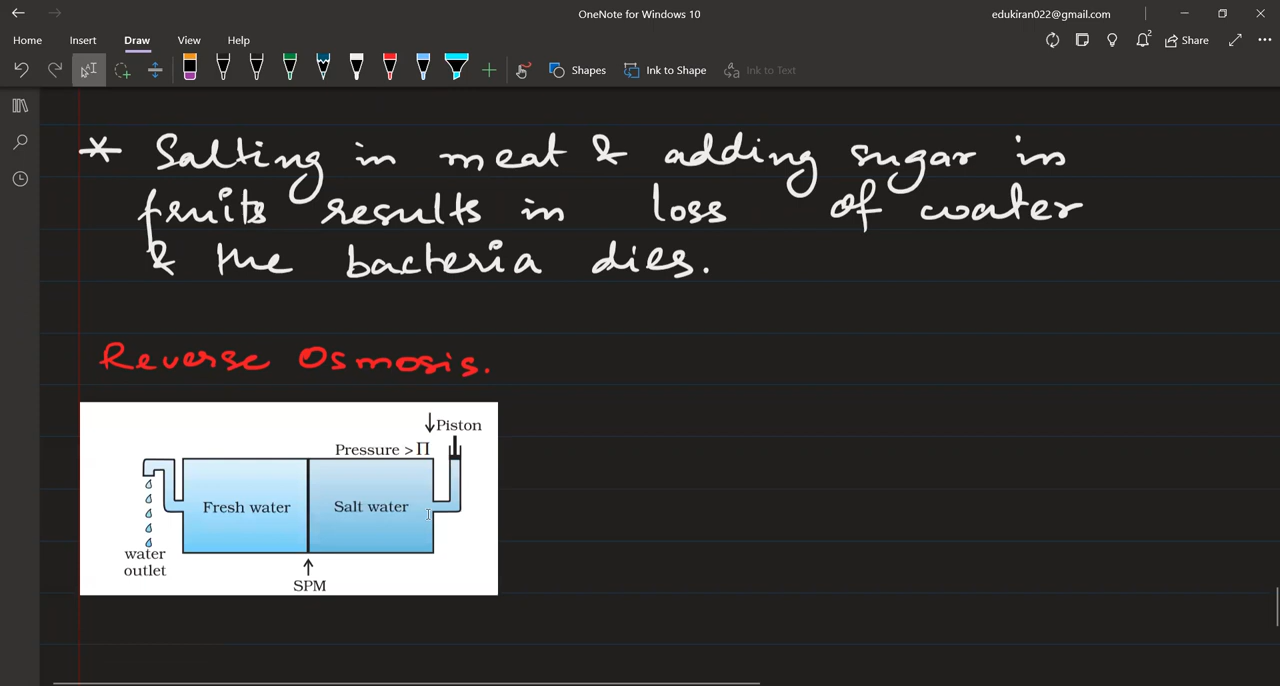 OneNote for Windows 10
edukiran022@gmail.com
Home Insert Draw View Help
Share
Shapes Ink to Shape Ink to Text
* Salting in meat & adding sugar in
fruits results in loss of water
& the bacteria dies.
Reverse Osmosis.
↓Piston
Pressure > Π
Fresh water Salt water
water
outlet
SPM